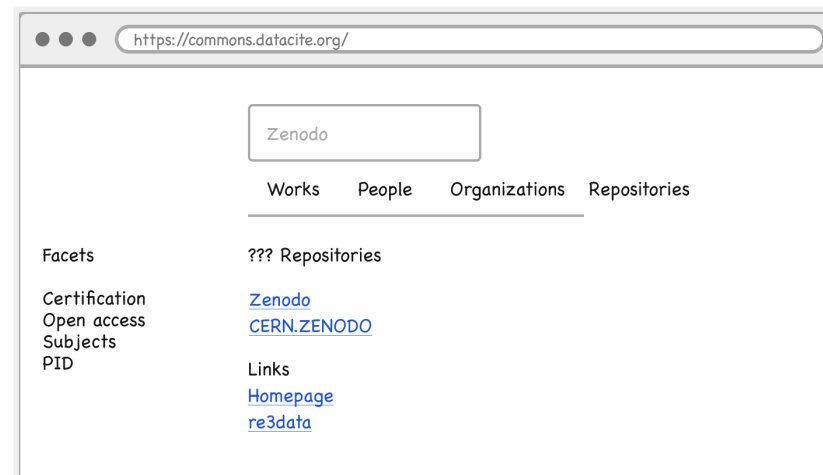 https://commons.datacite.org/
Zenodo
Works People Organizations Repositories
Facets
??? Repositories
Certification
Open access
Subjects
PID
Zenodo
CERN.ZENODO
Links
Homepage
re3data